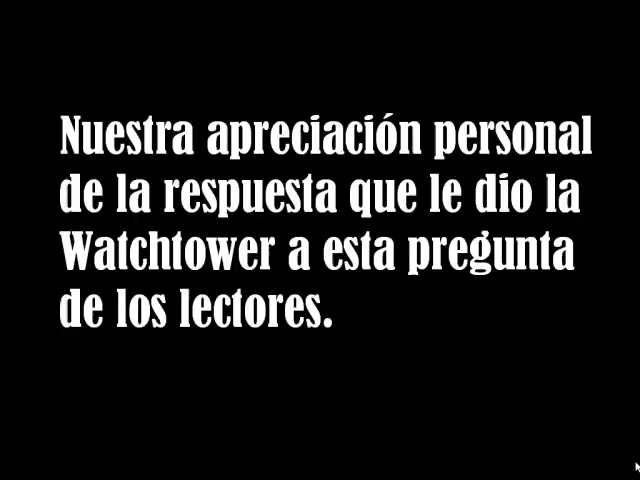 Nuestra apreciación personal
de la respuesta que le dio la
Watchtower a esta pregunta
de los lectores.